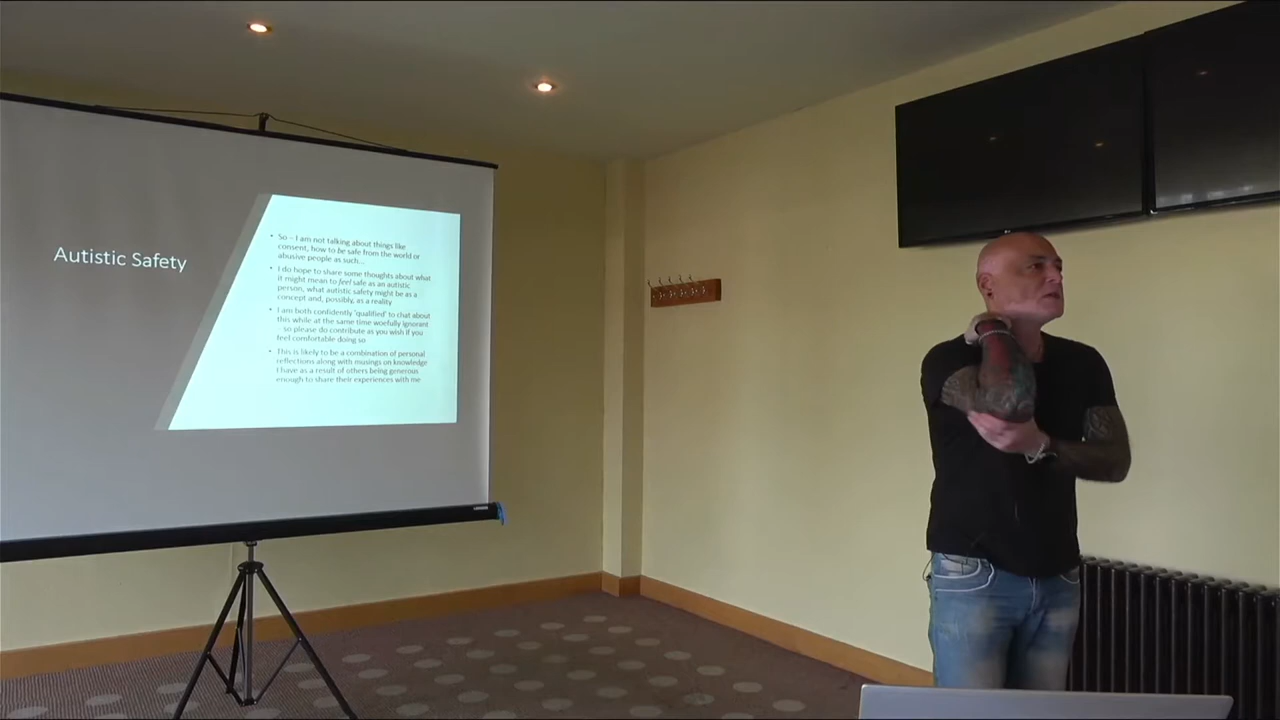 Autistic Safety
• So – I am not talking about things like
consent, how to be safe from the world or
abusive people as such...
• I do hope to share some thoughts about what
it might mean to feel safe as an autistic
person, what autistic safety might be as a
concept and, possibly, as a reality
• I am both confidently 'qualified' to chat about
this while at the same time woefully ignorant
– so please do contribute as you wish if you
feel comfortable doing so
• This is likely to be a combination of personal
reflections along with musings on knowledge
I have as a result of others being generous
enough to share their experiences with me